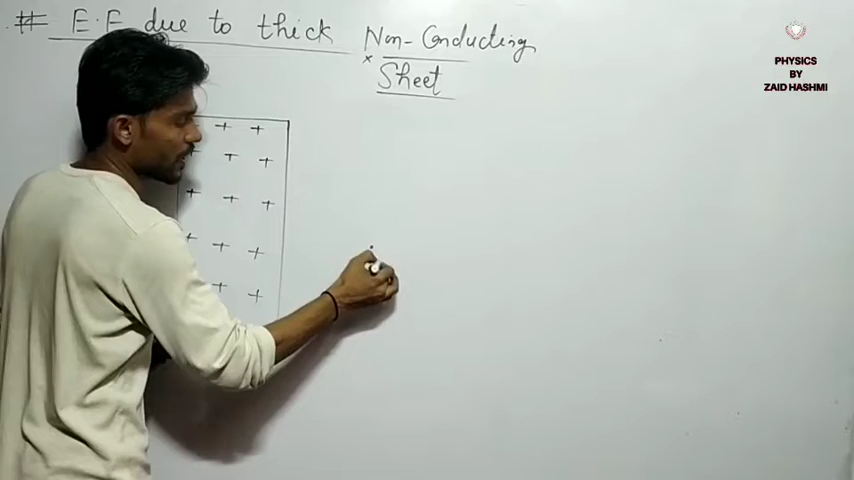 # E.F due to thick Non-Conducting
× Sheet
+ +
+ + +
+ + +
+ + +
+ +
PHYSICS
BY
ZAID HASHMI